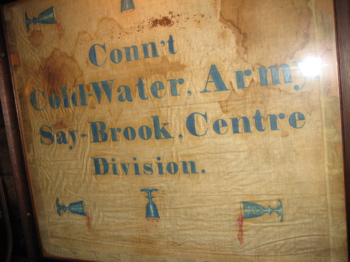 Conn't
Cold-Water, Army
Say-Brook, Centre
Division.